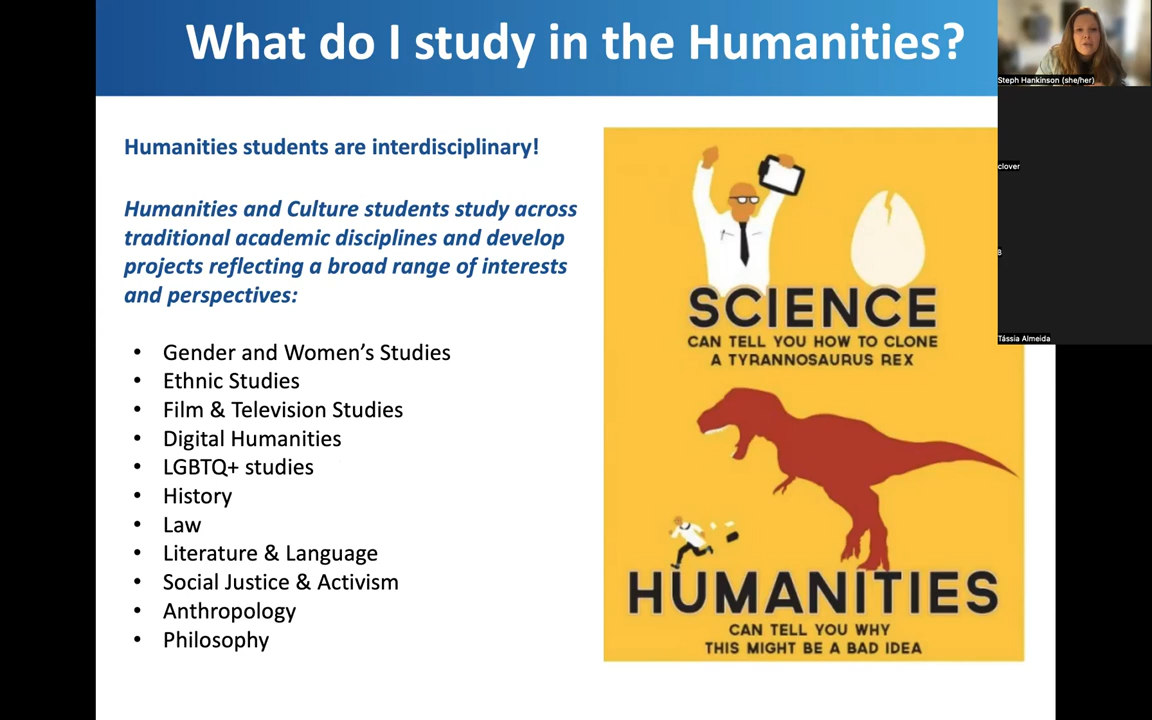 What do I study in the Humanities?
Steph Hankinson (she/her)
Humanities students are interdisciplinary!
clover
Humanities and Culture students study across
traditional academic disciplines and develop
projects reflecting a broad range of interests
and perspectives:
B
SCIENCE
CAN TELL YOU HOW TO CLONE
A TYRANNOSAURUS REX
Tássia Almeida
• Gender and Women's Studies
• Ethnic Studies
• Film & Television Studies
• Digital Humanities
• LGBTQ+ studies
• History
• Law
• Literature & Language
• Social Justice & Activism
• Anthropology
• Philosophy
HUMANITIES
CAN TELL YOU WHY
THIS MIGHT BE A BAD IDEA